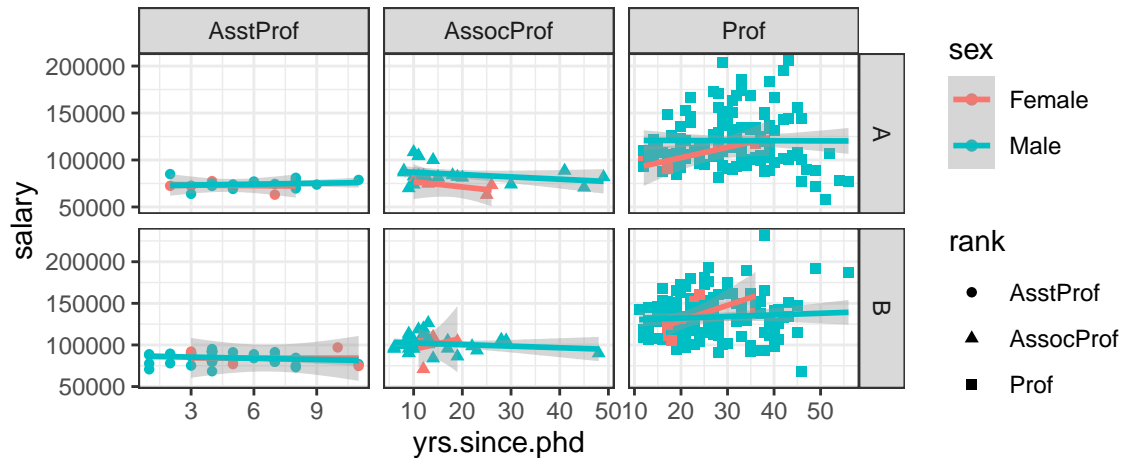 AsstProf AssocProf Prof
salary
200000
150000
100000
50000
A
200000
150000
100000
50000
B
3 6 9
10 20 30 40 50
10 20 30 40 50
yrs.since.phd
sex
Female
Male
rank
AsstProf
AssocProf
Prof